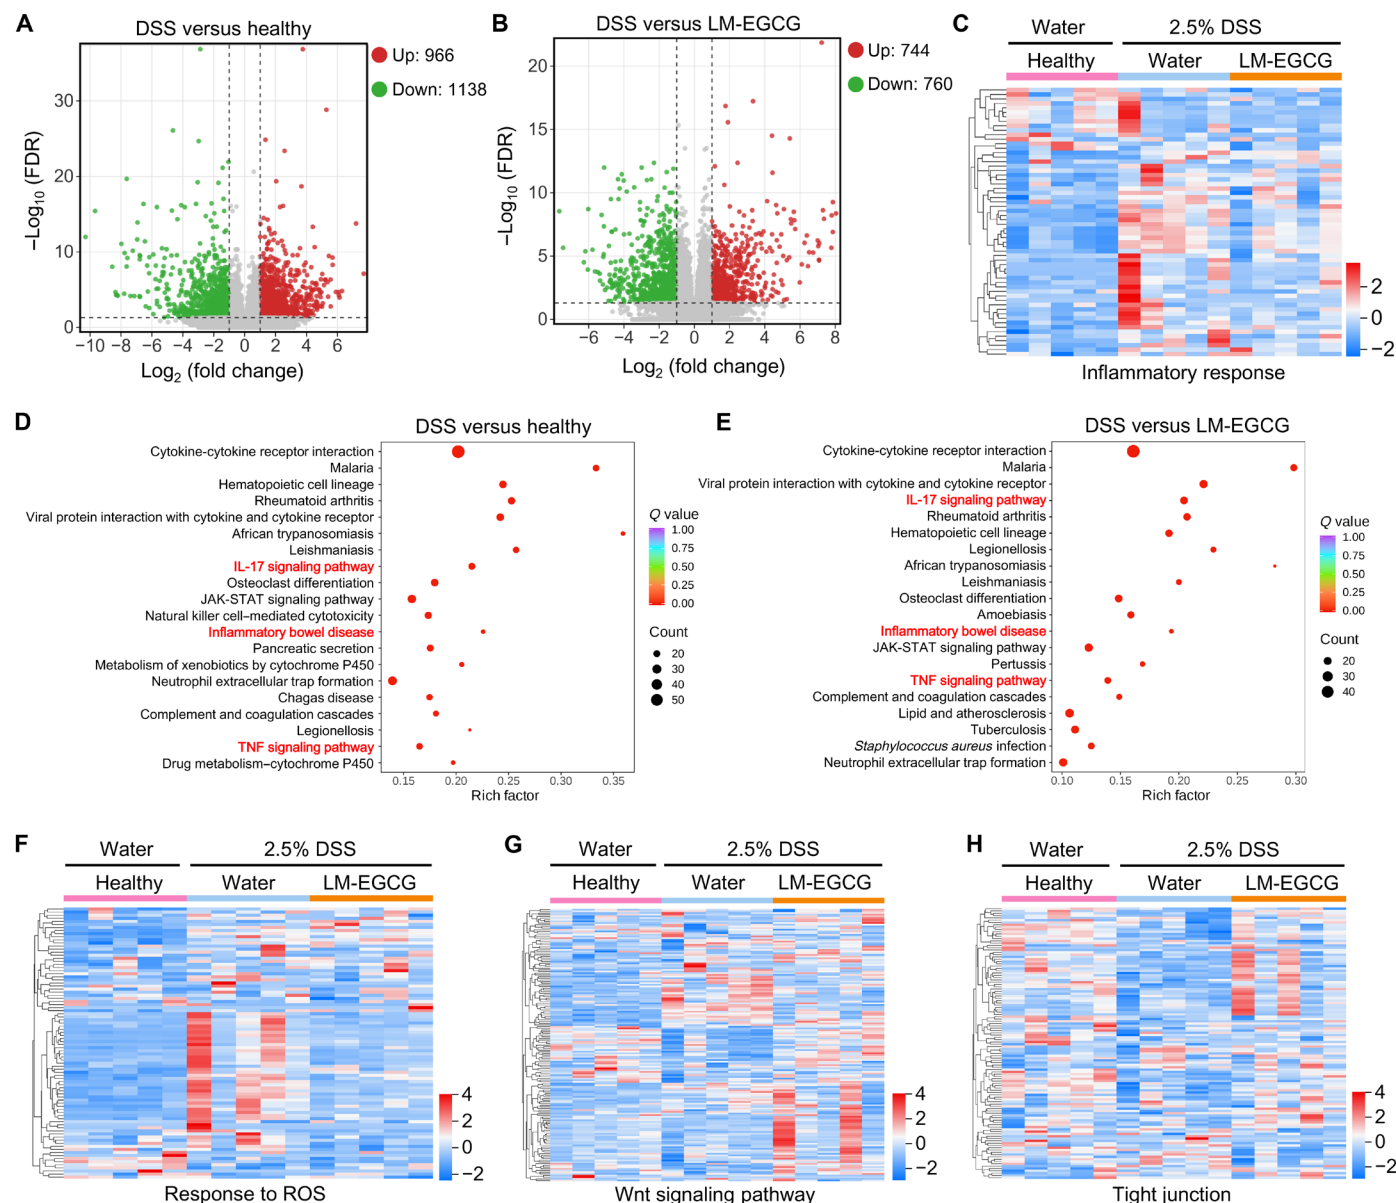 A
DSS versus healthy
Up: 966
Down: 1138
–Log10 (FDR)
30
20
10
0
−10 −8 −6 −4 −2 0 2 4 6
Log2 (fold change)
B
DSS versus LM-EGCG
Up: 744
Down: 760
–Log10 (FDR)
20
15
10
5
0
−6 −4 −2 0 2 4 6 8
Log2 (fold change)
C
Water 2.5% DSS
Healthy Water LM-EGCG
2
0
−2
Inflammatory response
D
DSS versus healthy
Cytokine-cytokine receptor interaction
Malaria
Hematopoietic cell lineage
Rheumatoid arthritis
Viral protein interaction with cytokine and cytokine receptor
African trypanosomiasis
Leishmaniasis
IL-17 signaling pathway
Osteoclast differentiation
JAK-STAT signaling pathway
Natural killer cell–mediated cytotoxicity
Inflammatory bowel disease
Pancreatic secretion
Metabolism of xenobiotics by cytochrome P450
Neutrophil extracellular trap formation
Chagas disease
Complement and coagulation cascades
Legionellosis
TNF signaling pathway
Drug metabolism–cytochrome P450
0.15 0.20 0.25 0.30 0.35
Rich factor
Q value
1.00
0.75
0.50
0.25
0.00
Count
20
30
40
50
E
DSS versus LM-EGCG
Cytokine-cytokine receptor interaction
Malaria
Viral protein interaction with cytokine and cytokine receptor
IL-17 signaling pathway
Rheumatoid arthritis
Hematopoietic cell lineage
Legionellosis
African trypanosomiasis
Leishmaniasis
Osteoclast differentiation
Amoebiasis
Inflammatory bowel disease
JAK-STAT signaling pathway
Pertussis
TNF signaling pathway
Complement and coagulation cascades
Lipid and atherosclerosis
Tuberculosis
Staphylococcus aureus infection
Neutrophil extracellular trap formation
0.10 0.15 0.20 0.25 0.30
Rich factor
Q value
1.00
0.75
0.50
0.25
0.00
Count
20
30
40
F
Water 2.5% DSS
Healthy Water LM-EGCG
4
2
0
−2
Response to ROS
G
Water 2.5% DSS
Healthy Water LM-EGCG
4
2
0
−2
Wnt signaling pathway
H
Water 2.5% DSS
Healthy Water LM-EGCG
4
2
0
−2
Tight junction